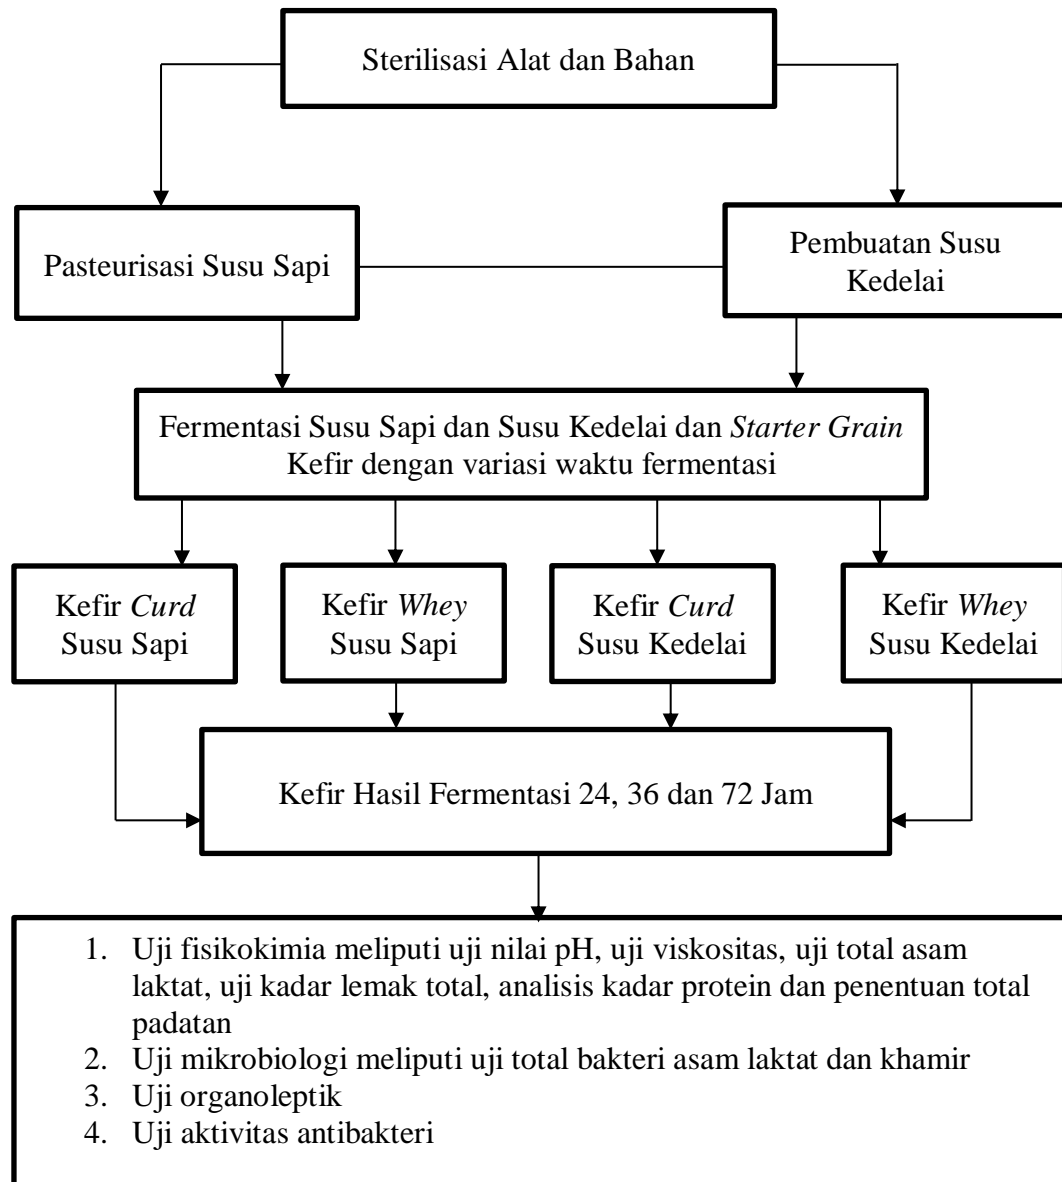 Sterilisasi Alat dan Bahan
Pasteurisasi Susu Sapi
Pembuatan Susu
Kedelai
Fermentasi Susu Sapi dan Susu Kedelai dan Starter Grain
Kefir dengan variasi waktu fermentasi
Kefir Curd
Susu Sapi
Kefir Whey
Susu Sapi
Kefir Curd
Susu Kedelai
Kefir Whey
Susu Kedelai
Kefir Hasil Fermentasi 24, 36 dan 72 Jam
1. Uji fisikokimia meliputi uji nilai pH, uji viskositas, uji total asam
laktat, uji kadar lemak total, analisis kadar protein dan penentuan total
padatan
2. Uji mikrobiologi meliputi uji total bakteri asam laktat dan khamir
3. Uji organoleptik
4. Uji aktivitas antibakteri